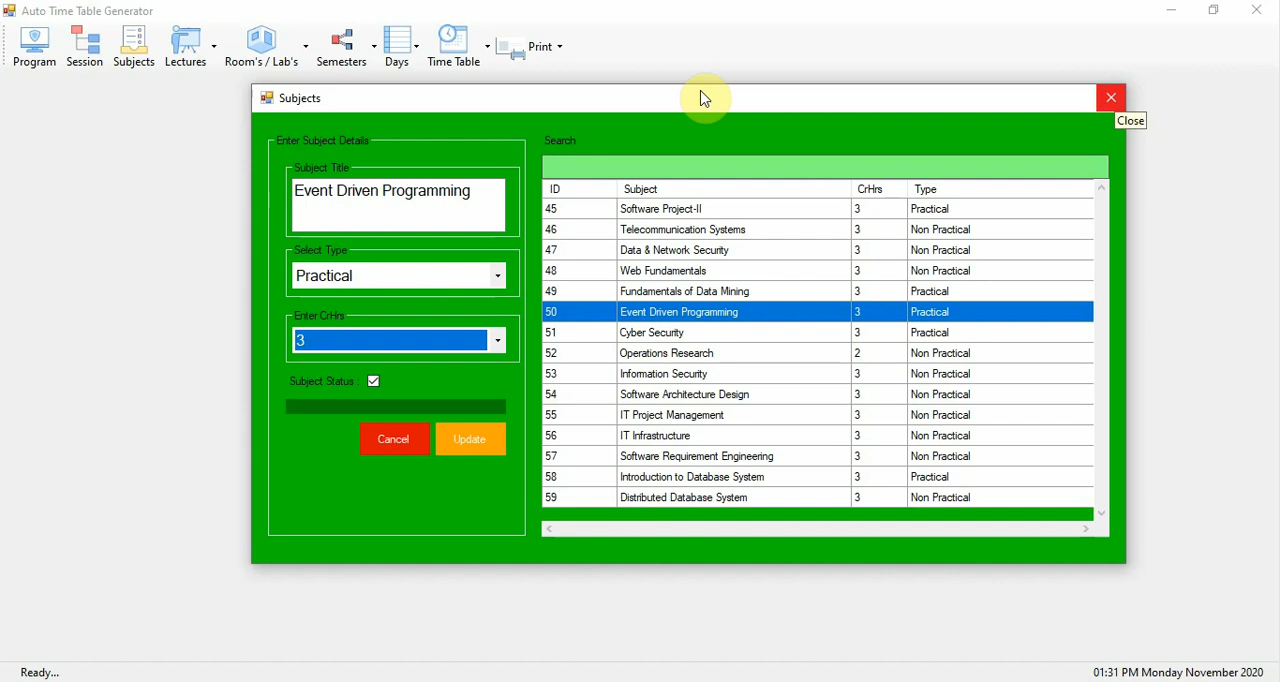 Auto Time Table Generator
Program Session Subjects Lectures Room's / Lab's Semesters Days Time Table Print
Subjects
Close
Enter Subject Details
Subject Title
Event Driven Programming
Select Type
Practical
Enter CrHrs
3
Subject Status :
Cancel Update
Search
ID Subject CrHrs Type
45 Software Project-II 3 Practical
46 Telecommunication Systems 3 Non Practical
47 Data & Network Security 3 Non Practical
48 Web Fundamentals 3 Non Practical
49 Fundamentals of Data Mining 3 Practical
50 Event Driven Programming 3 Practical
51 Cyber Security 3 Practical
52 Operations Research 2 Non Practical
53 Information Security 3 Non Practical
54 Software Architecture Design 3 Non Practical
55 IT Project Management 3 Non Practical
56 IT Infrastructure 3 Non Practical
57 Software Requirement Engineering 3 Non Practical
58 Introduction to Database System 3 Practical
59 Distributed Database System 3 Non Practical
Ready... 01:31 PM Monday November 2020